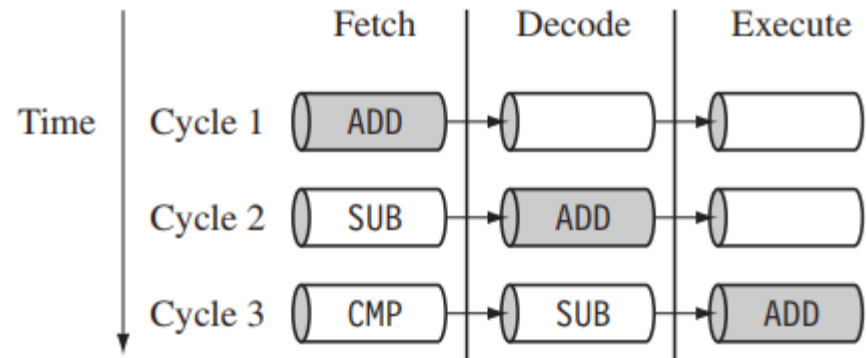 Fetch Decode Execute
Time Cycle 1 ADD
Cycle 2 SUB ADD
Cycle 3 CMP SUB ADD